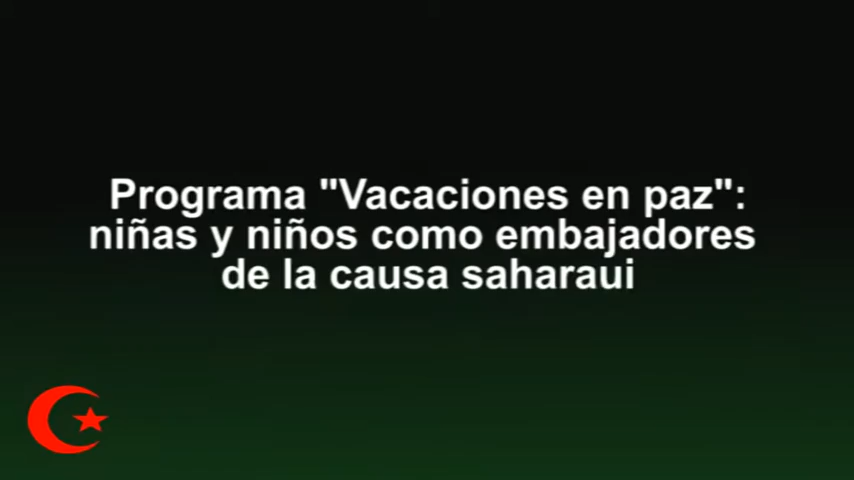 Programa "Vacaciones en paz":
niñas y niños como embajadores
de la causa saharaui